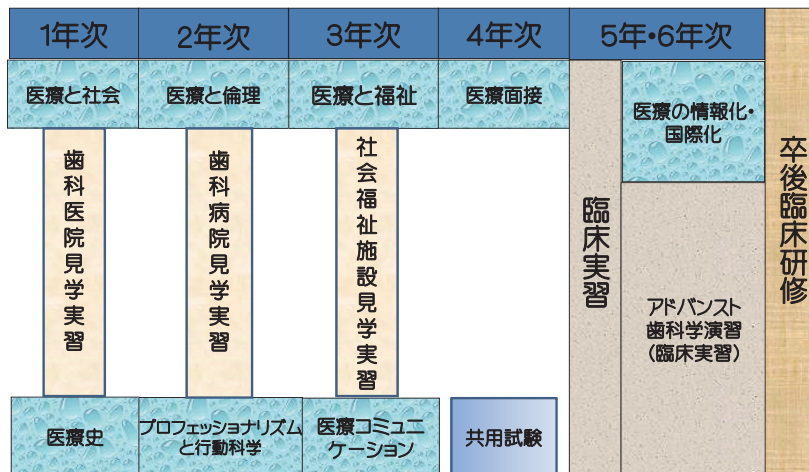 1年次
2年次
3年次
4年次
5年・6年次
医療と社会
医療と倫理
医療と福祉
医療面接
医療の情報化・
国際化
歯科医院見学実習
歯科病院見学実習
社会福祉施設見学実習
臨床実習
アドバンスト
歯科学演習
(臨床実習)
卒後臨床研修
医療史
プロフェッショナリズム
と行動科学
医療コミュニ
ケーション
共用試験